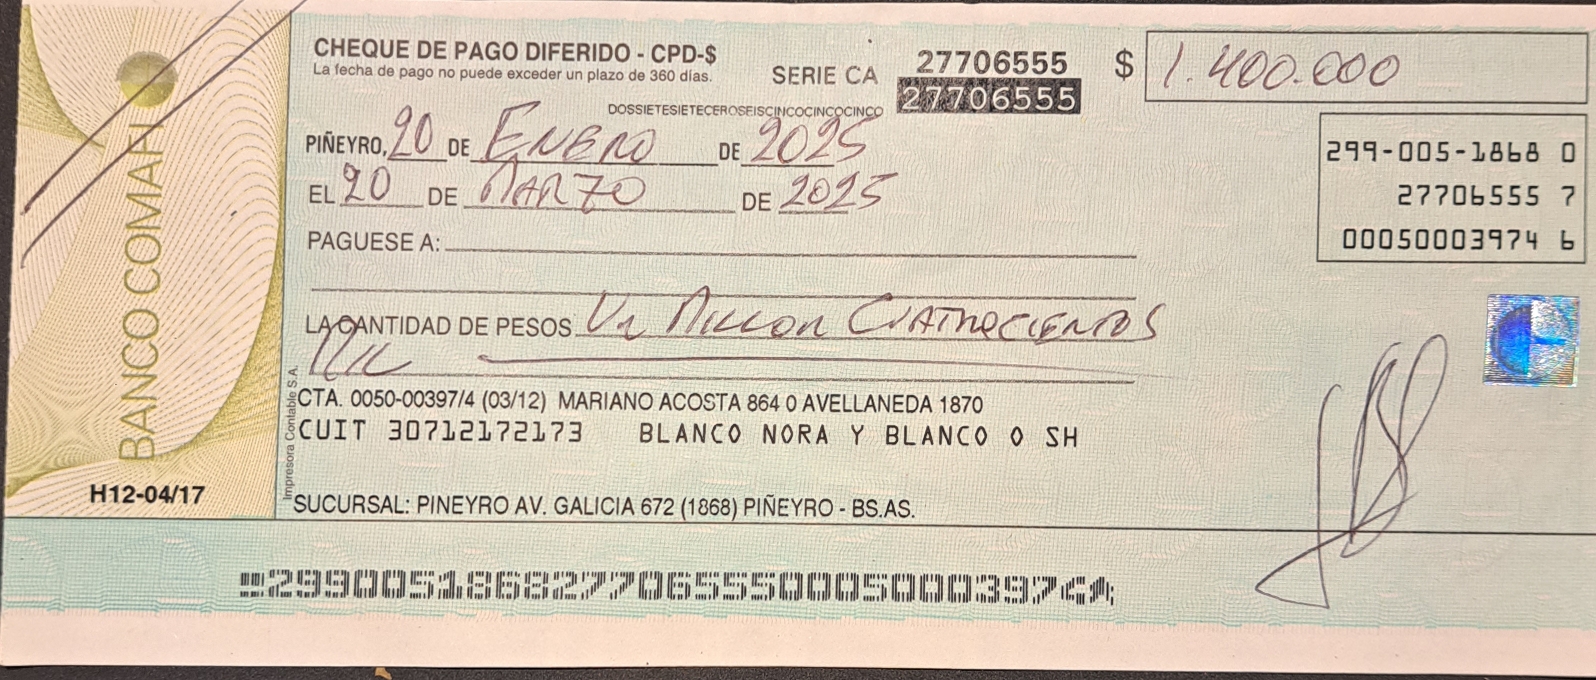 BANCO COMAFI
H12-04/17
Impresora Contable S.A.
CHEQUE DE PAGO DIFERIDO - CPD-$
La fecha de pago no puede exceder un plazo de 360 días.
SERIE CA
27706555
27706555
$ 1.400.000
DOSSIETESIETECEROSEISCINCOCINCOCINCO
PIÑEYRO, 20 DE ENERO DE 2025
EL 20 DE MARZO DE 2025
299-005-1868 0
27706555 7
00050003974 6
PAGUESE A:
LA CANTIDAD DE PESOS Un Millon Cuatrocientos
Mil
CTA. 0050-00397/4 (03/12) MARIANO ACOSTA 864 0 AVELLANEDA 1870
CUIT 30712172173 BLANCO NORA Y BLANCO O SH
SUCURSAL: PINEYRO AV. GALICIA 672 (1868) PIÑEYRO - BS.AS.
29900518682770655500050003974